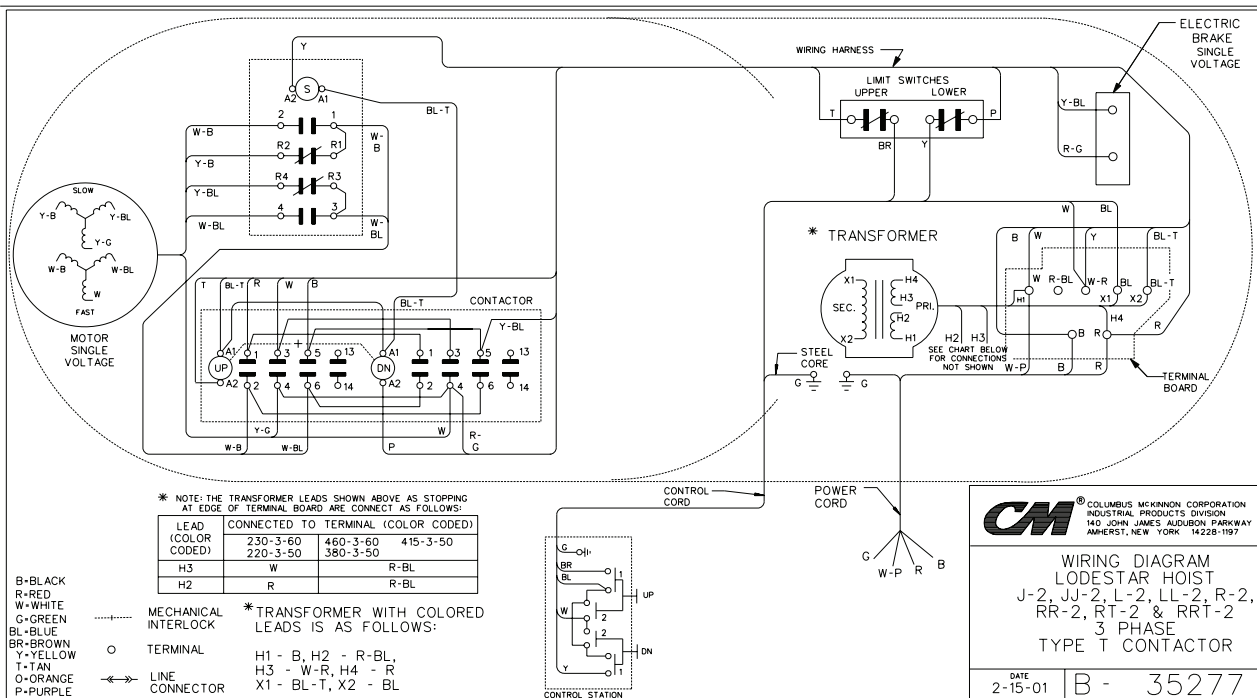 ELECTRIC
BRAKE
SINGLE
VOLTAGE
Y
WIRING HARNESS
LIMIT SWITCHES
UPPER LOWER
T
P
BR
Y
Y-BL
R-G
S
A2 A1
BL-T
2 1
W-B
W-
B
R2 R1
Y-B
R4 R3
Y-BL
4 3
W-BL
W-
BL
SLOW
Y-B Y-BL
Y-G
W-B W-BL
W
FAST
MOTOR
SINGLE
VOLTAGE
* TRANSFORMER
X1 H4
H3
SEC. PRI.
H2
X2 H1
W BL
B W Y BL-T
W R-BL W-R BL BL-T
H1 X1 X2
H4
B R R
H2 H3
SEE CHART BELOW
FOR CONNECTIONS
NOT SHOWN
W-P B R
TERMINAL
BOARD
STEEL
CORE
G G
T BL-T R W B
BL-T CONTACTOR
Y-BL
A1 1 3 5 13 A1 1 3 5 13
UP DN
A2 2 4 6 14 A2 2 4 6 14
Y-G W R-
G
W-B W-BL P
CONTROL
CORD
POWER
CORD
G W-P R B
* NOTE: THE TRANSFORMER LEADS SHOWN ABOVE AS STOPPING
AT EDGE OF TERMINAL BOARD ARE CONNECT AS FOLLOWS:
LEAD
(COLOR
CODED)
CONNECTED TO TERMINAL (COLOR CODED)
230-3-60
220-3-50
460-3-60 415-3-50
380-3-50
H3 W R-BL
H2 R R-BL
B=BLACK
R=RED
W=WHITE
G=GREEN
BL=BLUE
BR=BROWN
Y=YELLOW
T=TAN
O=ORANGE
P=PURPLE
MECHANICAL
INTERLOCK
TERMINAL
LINE
CONNECTOR
* TRANSFORMER WITH COLORED
LEADS IS AS FOLLOWS:
H1 - B, H2 - R-BL,
H3 - W-R, H4 - R
X1 - BL-T, X2 - BL
G
BR
BL
1
UP
W
2
2
DN
Y
1
CONTROL STATION
CM ® COLUMBUS MCKINNON CORPORATION
INDUSTRIAL PRODUCTS DIVISION
140 JOHN JAMES AUDUBON PARKWAY
AMHERST, NEW YORK 14228-1197
WIRING DIAGRAM
LODESTAR HOIST
J-2, JJ-2, L-2, LL-2, R-2,
RR-2, RT-2 & RRT-2
3 PHASE
TYPE T CONTACTOR
DATE
2-15-01
B - 35277